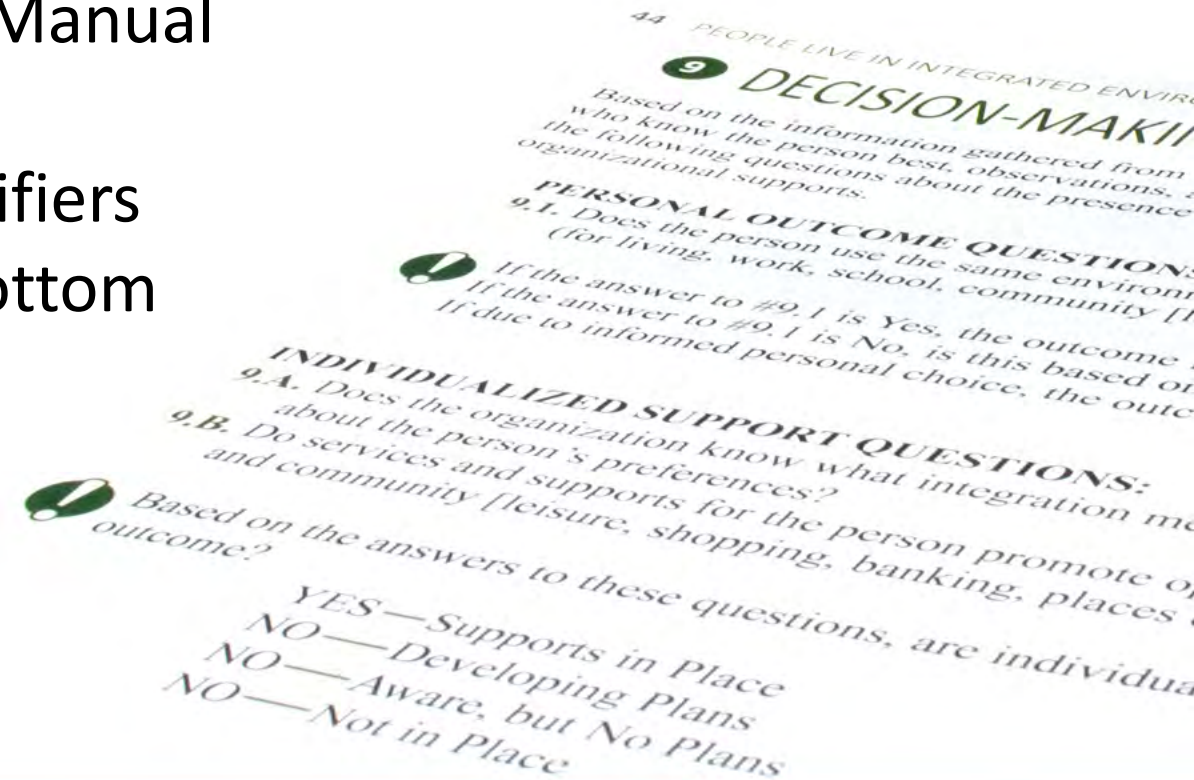 Manual
ifiers
ottom
44 PEOPLE LIVE IN INTEGRATED ENVIRO
9 DECISION-MAKI
Based on the information gathered from
who know the person best, observations,
the following questions about the presence
organizational supports.
PERSONAL OUTCOME QUESTIONS
9.1. Does the person use the same environm
(for living, work, school, community [l
! If the answer to #9.1 is Yes, the outcome
If the answer to #9.1 is No, is this based on
If due to informed personal choice, the outc
INDIVIDUALIZED SUPPORT QUESTIONS:
9.A. Does the organization know what integration me
about the person's preferences?
9.B. Do services and supports for the person promote op
and community [leisure, shopping, banking, places
! Based on the answers to these questions, are individua
outcome?
YES—Supports in Place
NO—Developing Plans
NO—Aware, but No Plans
NO—Not in Place